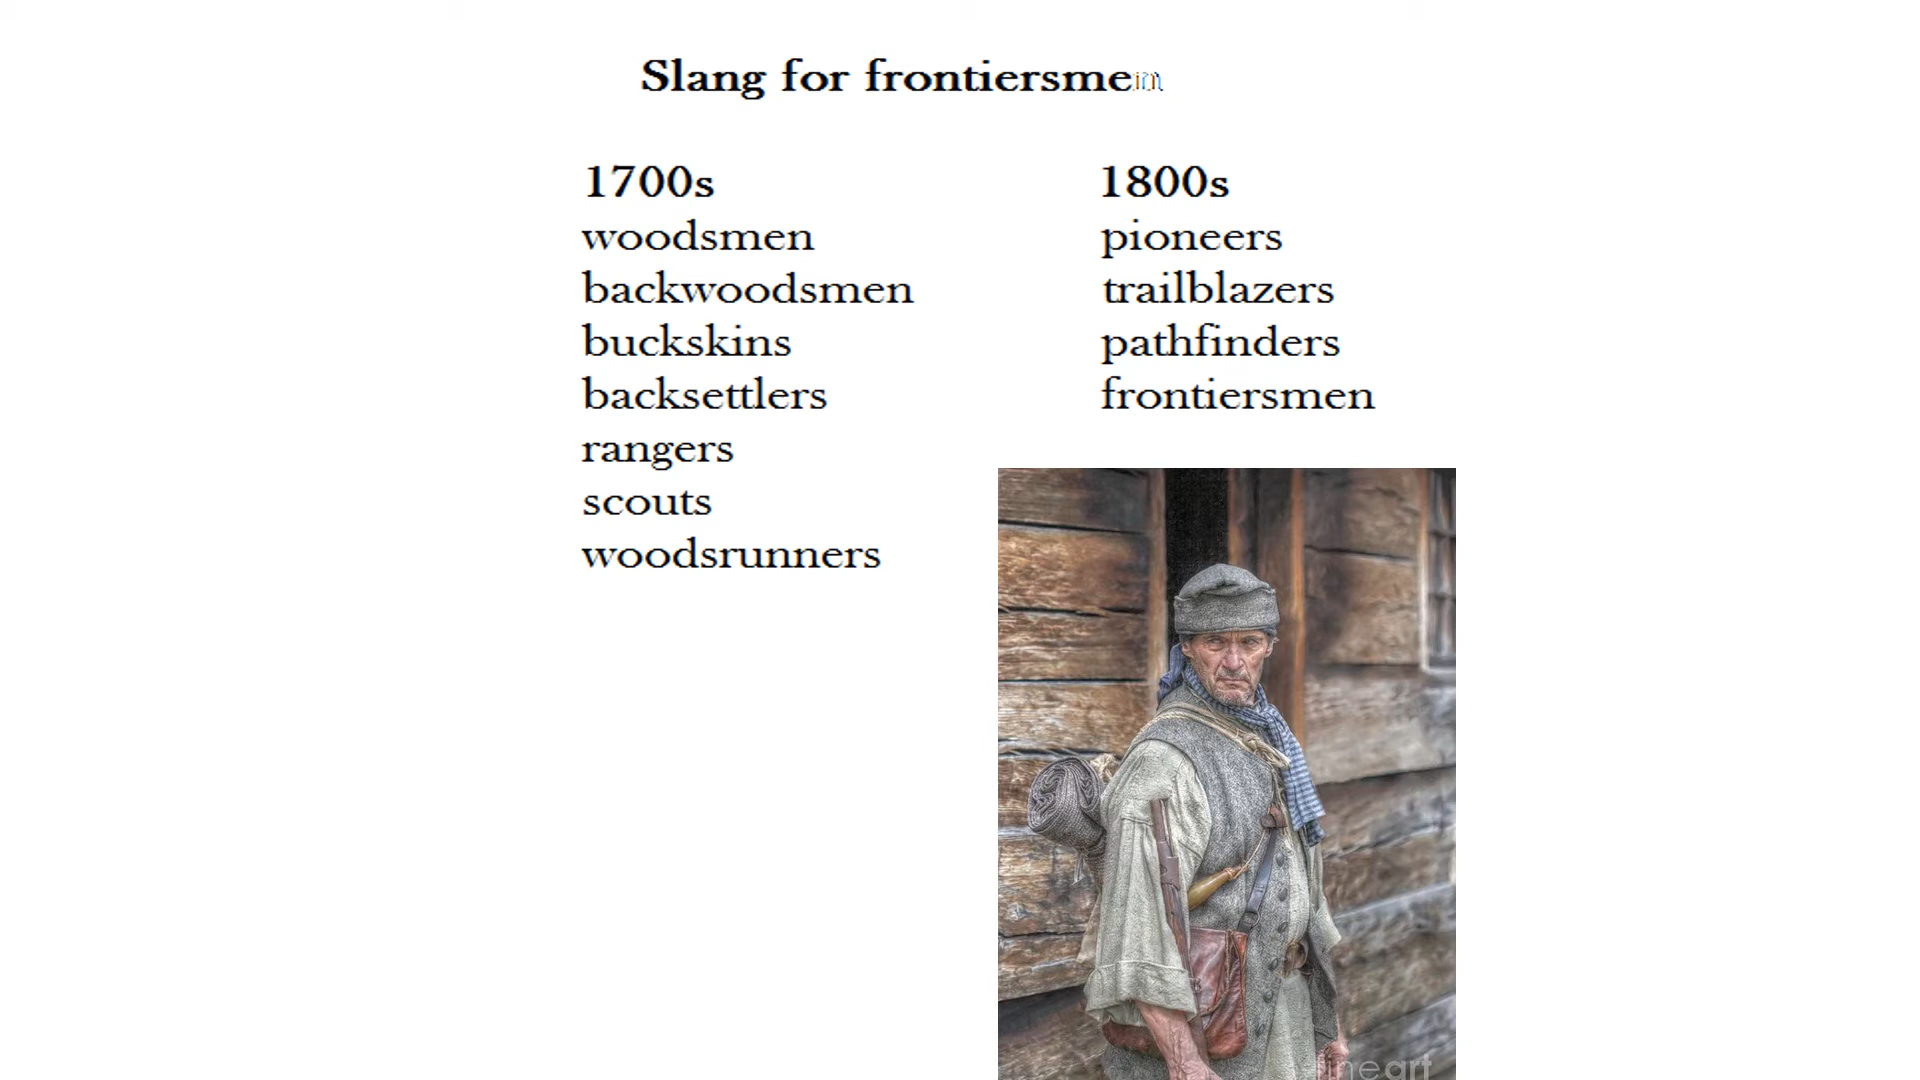 Slang for frontiersmen
1700s
woodsmen
backwoodsmen
buckskins
backsettlers
rangers
scouts
woodsrunners
1800s
pioneers
trailblazers
pathfinders
frontiersmen
fineart